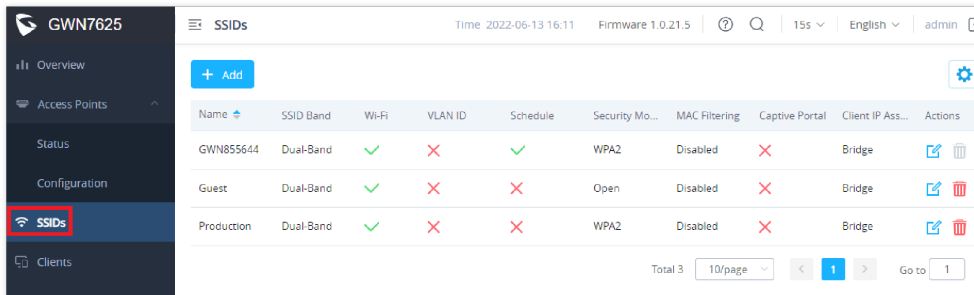 GWN7625
SSIDs
Time 2022-06-13 16:11 Firmware 1.0.21.5 15s English admin
Overview
+ Add
Access Points
Name SSID Band Wi-Fi VLAN ID Schedule Security Mo... MAC Filtering Captive Portal Client IP Ass... Actions
Status
GWN855644 Dual-Band WPA2 Disabled Bridge
Configuration
Guest Dual-Band Open Disabled Bridge
SSIDs
Production Dual-Band WPA2 Disabled Bridge
Clients
Total 3 10/page < 1 > Go to 1